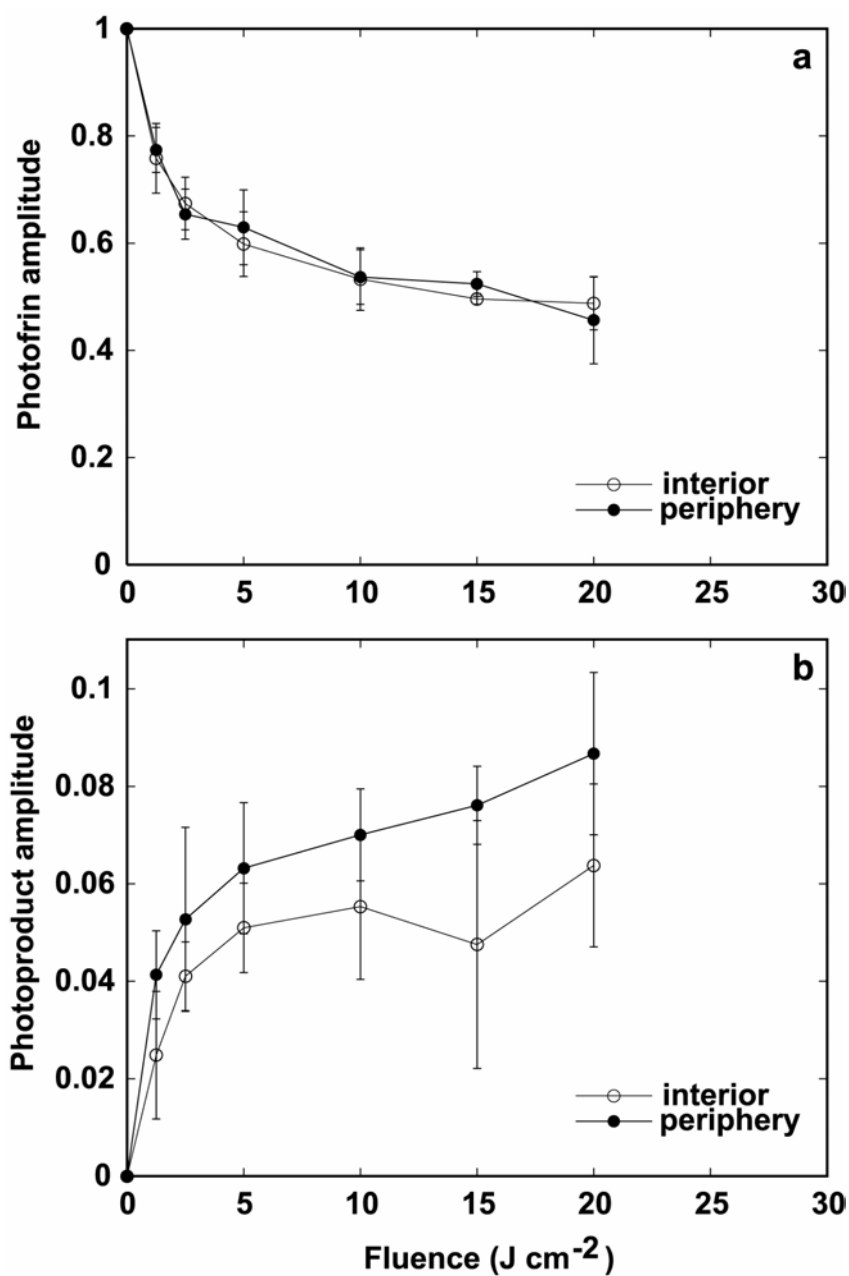 a
Photofrin amplitude
1
0.8
0.6
0.4
0.2
0
interior
periphery
0 5 10 15 20 25 30
b
Photoproduct amplitude
0.1
0.08
0.06
0.04
0.02
0
interior
periphery
0 5 10 15 20 25 30
Fluence (J cm-2)